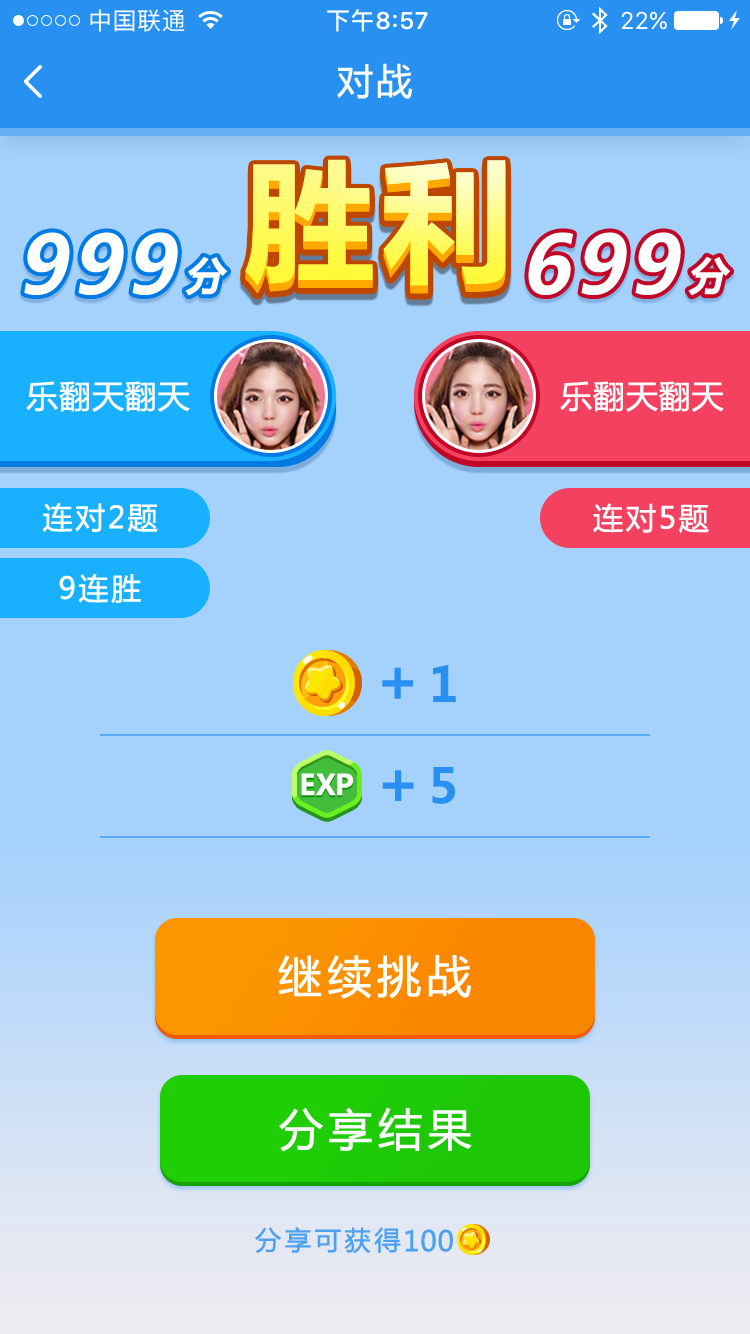 中国联通 下午8:57 22%
对战
999分 胜利 699分
乐翻天翻天 乐翻天翻天
连对2题 连对5题
9连胜
+ 1
EXP + 5
继续挑战
分享结果
分享可获得100